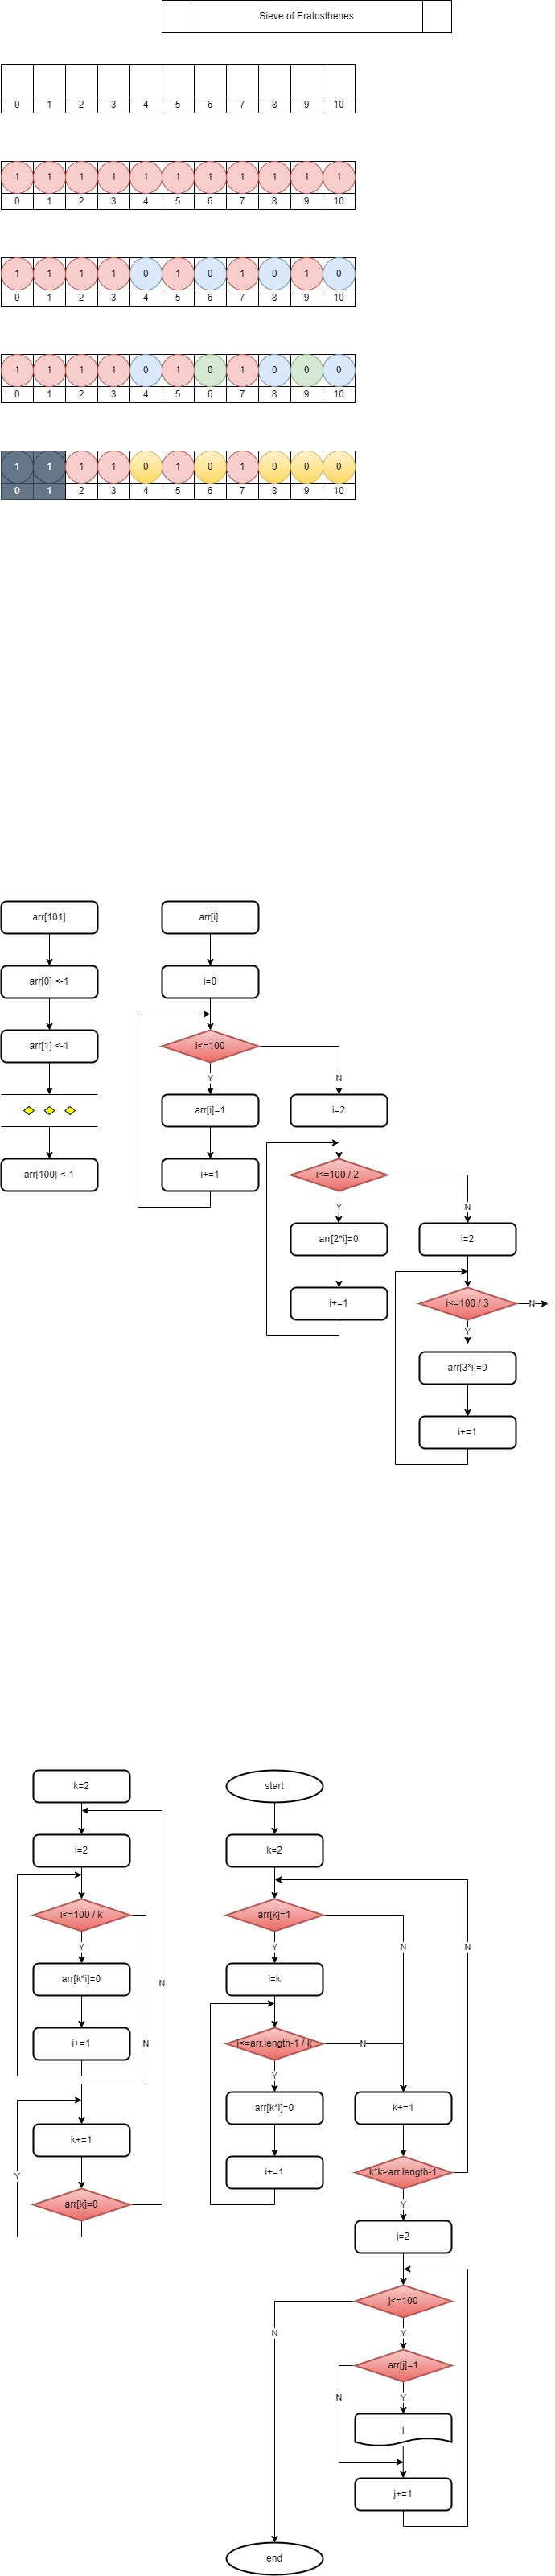 Sieve of Eratosthenes
0 1 2 3 4 5 6 7 8 9 10
1 1 1 1 1 1 1 1 1 1 1
0 1 2 3 4 5 6 7 8 9 10
1 1 1 1 0 1 0 1 0 1 0
0 1 2 3 4 5 6 7 8 9 10
1 1 1 1 0 1 0 1 0 0 0
0 1 2 3 4 5 6 7 8 9 10
1 1 1 1 0 1 0 1 0 0 0
0 1 2 3 4 5 6 7 8 9 10
arr[101]
arr[0] <-1
arr[1] <-1
arr[100] <-1
arr[i]
i=0
i<=100
Y
N
arr[i]=1
i+=1
i=2
i<=100 / 2
Y
N
arr[2*i]=0
i+=1
i=2
i<=100 / 3
N
Y
arr[3*i]=0
i+=1
k=2
i=2
i<=100 / k
Y
arr[k*i]=0
N
i+=1
N
k+=1
Y
arr[k]=0
start
k=2
arr[k]=1
Y
N
N
i=k
i<=arr.length-1 / k
N
Y
arr[k*i]=0
i+=1
k+=1
k*k>arr.length-1
Y
j=2
j<=100
N
Y
arr[j]=1
N
Y
j
j+=1
end